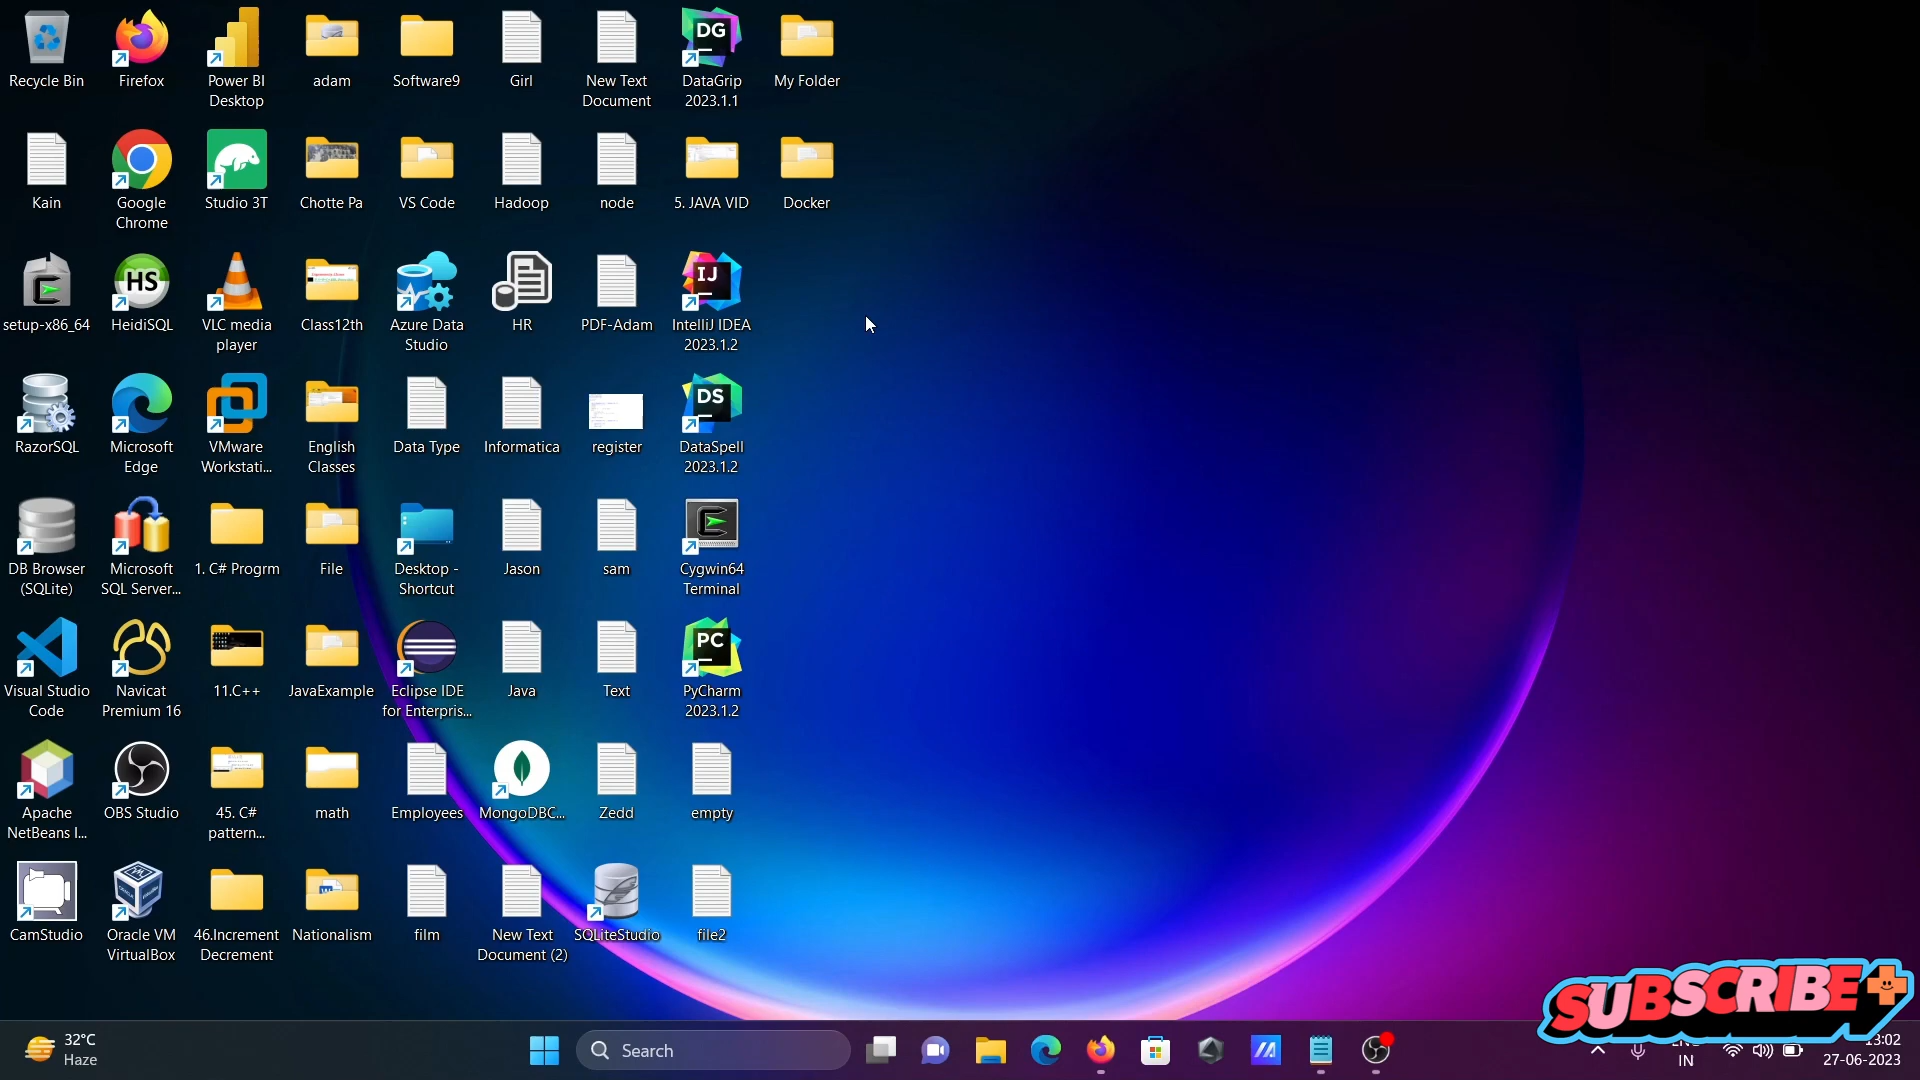 Recycle Bin
Firefox
Power BI
Desktop
adam
Software9
Girl
New Text
Document
DG
DataGrip
2023.1.1
My Folder
Kain
Google
Chrome
Studio 3T
Chotte Pa
VS Code
Hadoop
node
5. JAVA VID
Docker
setup-x86_64
HS
HeidiSQL
VLC media
player
Class12th
Azure Data
Studio
HR
PDF-Adam
IJ
IntelliJ IDEA
2023.1.2
RazorSQL
Microsoft
Edge
VMware
Workstati...
English
Classes
Data Type
Informatica
register
DS
DataSpell
2023.1.2
DB Browser
(SQLite)
Microsoft
SQL Server...
1. C# Progrm
File
Desktop -
Shortcut
Jason
sam
Cygwin64
Terminal
Visual Studio
Code
Navicat
Premium 16
11.C++
JavaExample
Eclipse IDE
for Enterpris...
Java
Text
PC
PyCharm
2023.1.2
Apache
NetBeans I...
OBS Studio
45. C#
pattern...
math
Employees
MongoDBC...
Zedd
empty
CamStudio
Oracle VM
VirtualBox
46.Increment
Decrement
Nationalism
film
New Text
Document (2)
SQLiteStudio
file2
SUBSCRIBE
32°C
Haze
Search
IN
13:02
27-06-2023